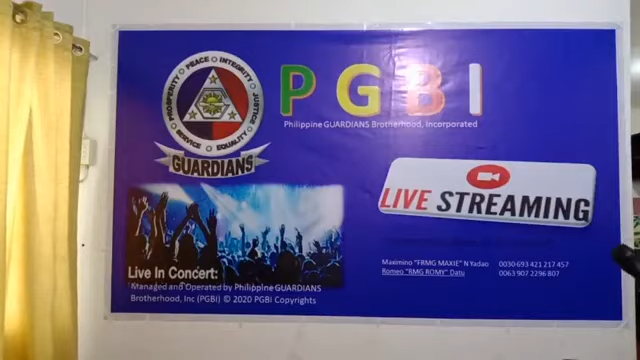 PROSPERITY PEACE INTEGRITY JUSTICE EQUALITY SERVICE
GUARDIANS
PGBI
Philippine GUARDIANS Brotherhood, Incorporated
LIVE STREAMING
Maximino "FRMG MAXIE" N Yadao 0030-693 421 217 457
Romeo "RMG ROMY" Datu 0063 907 2296 807
Live In Concert:
Managed and Operated by Philippine GUARDIANS
Brotherhood, Inc (PGBI) © 2020 PGBI Copyrights